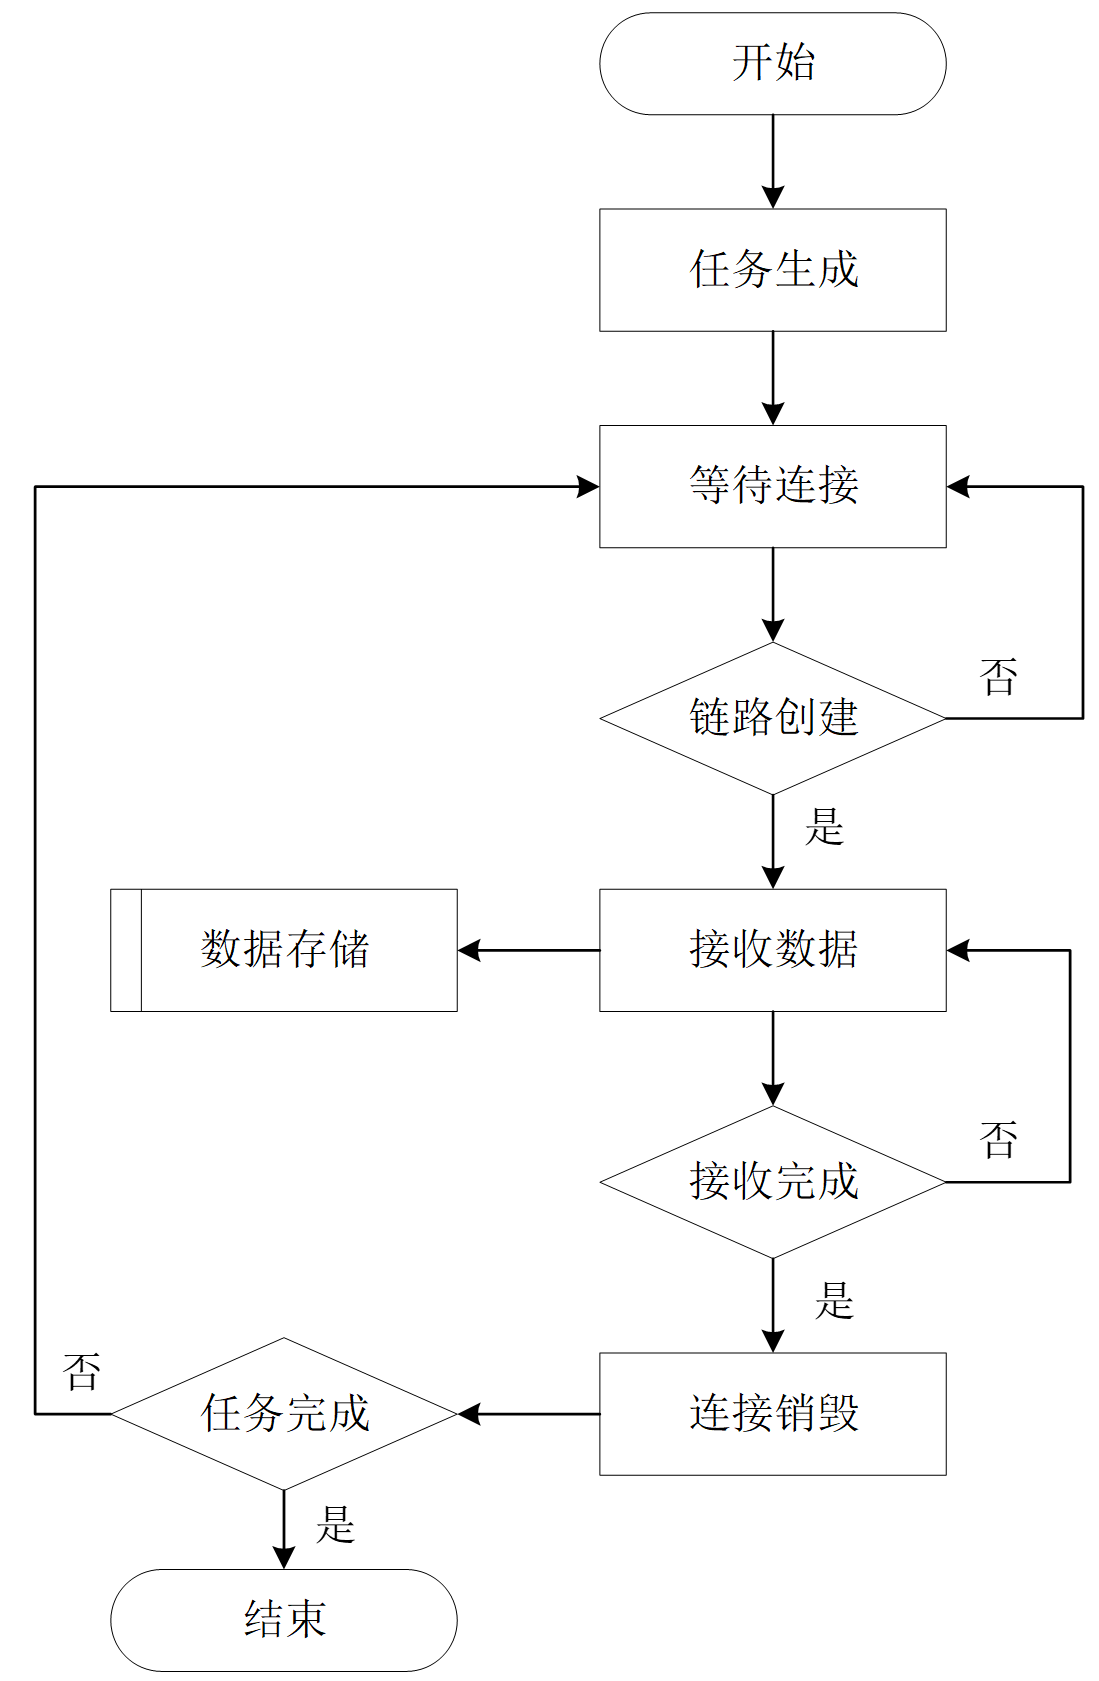 开始
任务生成
等待连接
链路创建
否
是
数据存储
接收数据
接收完成
否
是
连接销毁
任务完成
否
是
结束